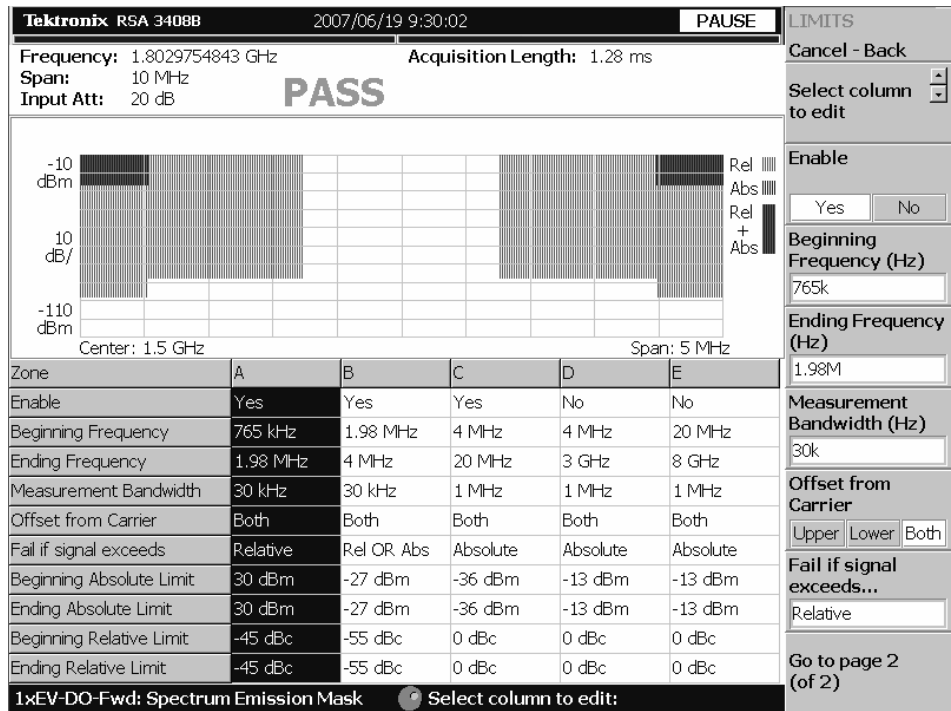 Tektronix RSA 3408B 2007/06/19 9:30:02 PAUSE
Frequency: 1.8029754843 GHz Acquisition Length: 1.28 ms
Span: 10 MHz
Input Att: 20 dB
PASS
-10
dBm
10
dB/
-110
dBm
Rel
Abs
Rel
+
Abs
Center: 1.5 GHz Span: 5 MHz
Zone A B C D E
Enable Yes Yes Yes No No
Beginning Frequency 765 kHz 1.98 MHz 4 MHz 4 MHz 20 MHz
Ending Frequency 1.98 MHz 4 MHz 20 MHz 3 GHz 8 GHz
Measurement Bandwidth 30 kHz 30 kHz 1 MHz 1 MHz 1 MHz
Offset from Carrier Both Both Both Both Both
Fail if signal exceeds Relative Rel OR Abs Absolute Absolute Absolute
Beginning Absolute Limit 30 dBm -27 dBm -36 dBm -13 dBm -13 dBm
Ending Absolute Limit 30 dBm -27 dBm -36 dBm -13 dBm -13 dBm
Beginning Relative Limit -45 dBc -55 dBc 0 dBc 0 dBc 0 dBc
Ending Relative Limit -45 dBc -55 dBc 0 dBc 0 dBc 0 dBc
1xEV-DO-Fwd: Spectrum Emission Mask Select column to edit:
LIMITS
Cancel - Back
Select column
to edit
Enable
Yes No
Beginning
Frequency (Hz)
765k
Ending Frequency
(Hz)
1.98M
Measurement
Bandwidth (Hz)
30k
Offset from
Carrier
Upper Lower Both
Fail if signal
exceeds...
Relative
Go to page 2
(of 2)